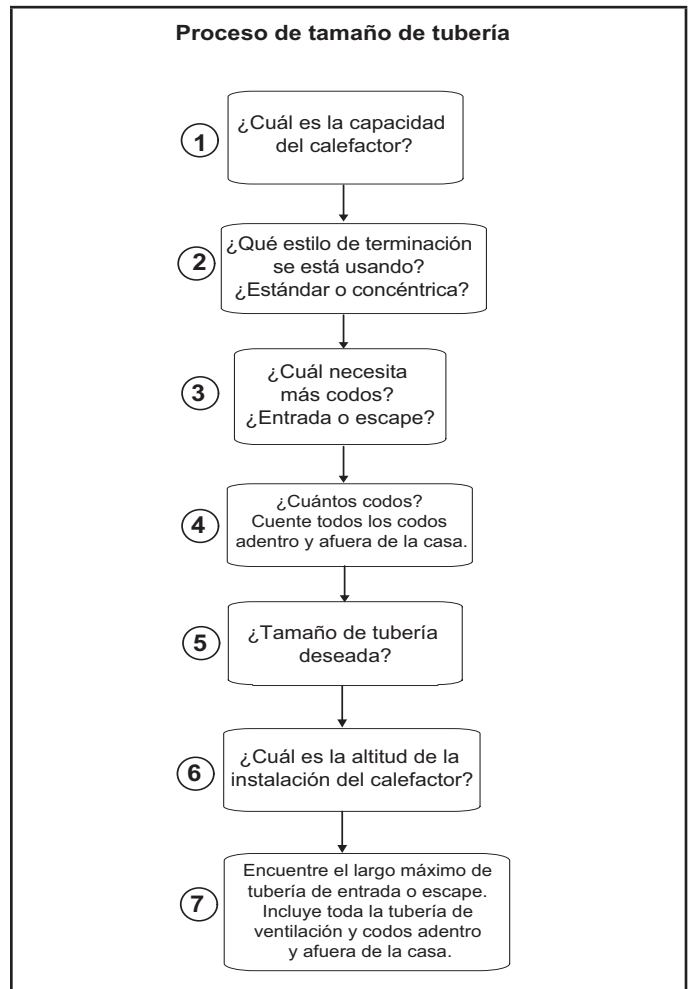 Proceso de tamaño de tubería
1
¿Cuál es la capacidad
del calefactor?
2
¿Qué estilo de terminación
se está usando?
¿Estándar o concéntrica?
3
¿Cuál necesita
más codos?
¿Entrada o escape?
4
¿Cuántos codos?
Cuente todos los codos
adentro y afuera de la casa.
5
¿Tamaño de tubería
deseada?
6
¿Cuál es la altitud de la
instalación del calefactor?
7
Encuentre el largo máximo de
tubería de entrada o escape.
Incluye toda la tubería de
ventilación y codos adentro
y afuera de la casa.